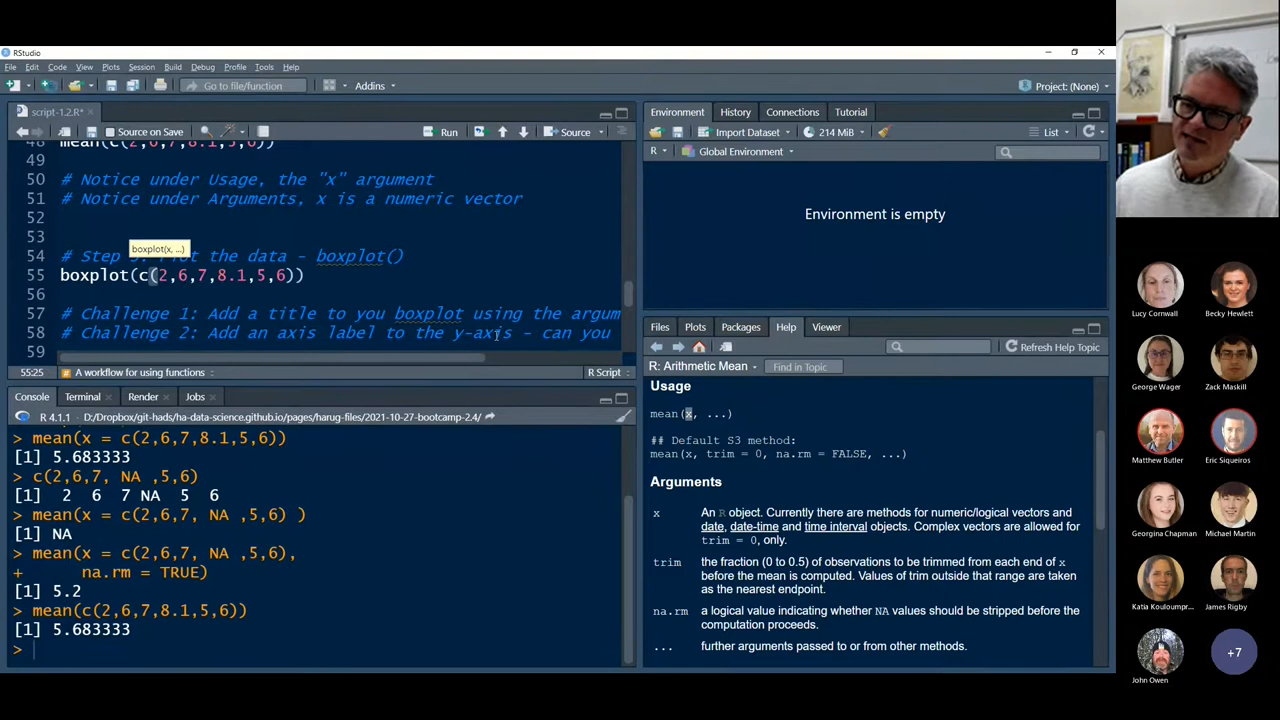 RStudio
File Edit Code View Plots Session Build Debug Profile Tools Help
Go to file/function Addins Project: (None)
script-1.2.R*
Source on Save Run Source
48 mean(c(2,6,7,8.1,5,6))
49
50 # Notice under Usage, the "x" argument
51 # Notice under Arguments, x is a numeric vector
52
53
boxplot(x, ...)
54 # Step 3: Plot the data - boxplot()
55 boxplot(c(2,6,7,8.1,5,6))
56
57 # Challenge 1: Add a title to you boxplot using the argum
58 # Challenge 2: Add an axis label to the y-axis - can you
59
55:25 # A workflow for using functions R Script
Console Terminal Render Jobs
R 4.1.1 · D:/Dropbox/git-hads/ha-data-science.github.io/pages/harug-files/2021-10-27-bootcamp-2.4/
> mean(x = c(2,6,7,8.1,5,6))
[1] 5.683333
> c(2,6,7, NA ,5,6)
[1] 2 6 7 NA 5 6
> mean(x = c(2,6,7, NA ,5,6) )
[1] NA
> mean(x = c(2,6,7, NA ,5,6),
+ na.rm = TRUE)
[1] 5.2
> mean(c(2,6,7,8.1,5,6))
[1] 5.683333
>
Environment History Connections Tutorial
Import Dataset 214 MiB List
R Global Environment
Environment is empty
Files Plots Packages Help Viewer
Refresh Help Topic
R: Arithmetic Mean Find in Topic
Usage
mean(x, ...)
## Default S3 method:
mean(x, trim = 0, na.rm = FALSE, ...)
Arguments
x An R object. Currently there are methods for numeric/logical vectors and
date, date-time and time interval objects. Complex vectors are allowed for
trim = 0, only.
trim the fraction (0 to 0.5) of observations to be trimmed from each end of x
before the mean is computed. Values of trim outside that range are taken
as the nearest endpoint.
na.rm a logical value indicating whether NA values should be stripped before the
computation proceeds.
... further arguments passed to or from other methods.
Lucy Cornwall Becky Hewlett
George Wager Zack Maskill
Matthew Butler Eric Siqueiros
Georgina Chapman Michael Martin
Katia Kouloumpr... James Rigby
John Owen +7